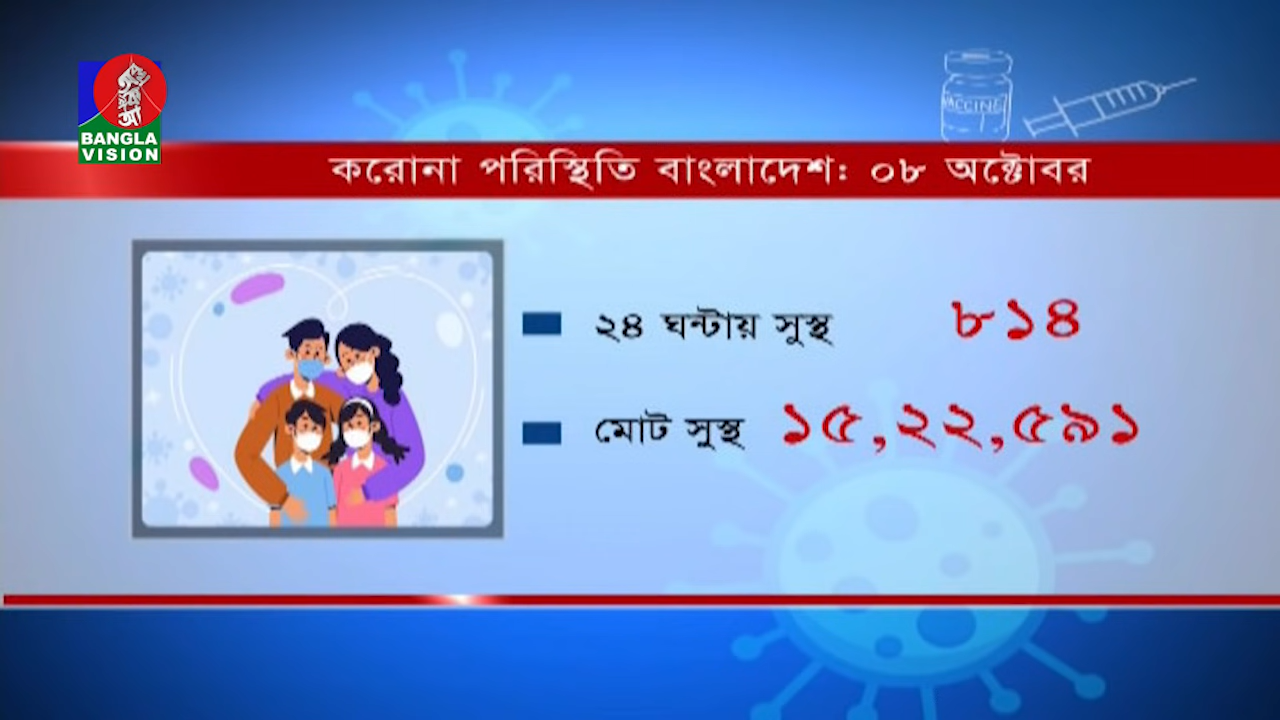 BANGLA
VISION
VACCINE
করোনা পরিস্থিতি বাংলাদেশ: ০৮ অক্টোবর
২৪ ঘন্টায় সুস্থ ৮১৪
মোট সুস্থ ১৫,২২,৫৯১